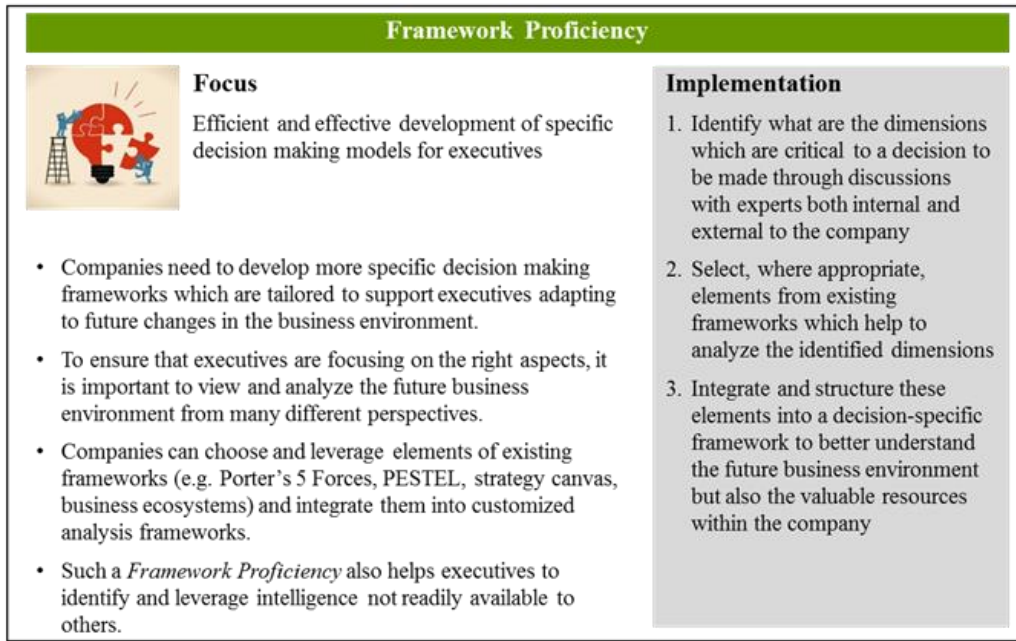 Framework Proficiency
Focus
Efficient and effective development of specific
decision making models for executives
• Companies need to develop more specific decision making
frameworks which are tailored to support executives adapting
to future changes in the business environment.
• To ensure that executives are focusing on the right aspects, it
is important to view and analyze the future business
environment from many different perspectives.
• Companies can choose and leverage elements of existing
frameworks (e.g. Porter’s 5 Forces, PESTEL, strategy canvas,
business ecosystems) and integrate them into customized
analysis frameworks.
• Such a Framework Proficiency also helps executives to
identify and leverage intelligence not readily available to
others.
Implementation
1. Identify what are the dimensions
which are critical to a decision to
be made through discussions
with experts both internal and
external to the company
2. Select, where appropriate,
elements from existing
frameworks which help to
analyze the identified dimensions
3. Integrate and structure these
elements into a decision-specific
framework to better understand
the future business environment
but also the valuable resources
within the company